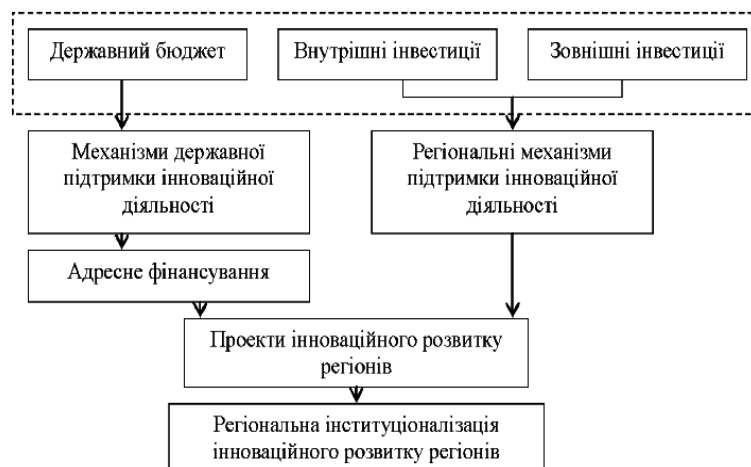 Державний бюджет
Внутрішні інвестиції
Зовнішні інвестиції
Механізми державної
підтримки інноваційної
діяльності
Регіональні механізми
підтримки інноваційної
діяльності
Адресне фінансування
Проекти інноваційного розвитку
регіонів
Регіональна інституціоналізація
інноваційного розвитку регіонів